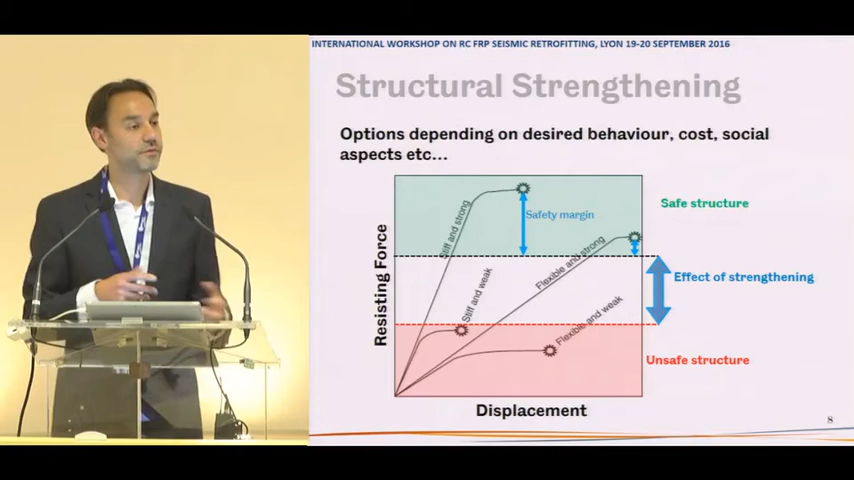 INTERNATIONAL WORKSHOP ON RC FRP SEISMIC RETROFITTING, LYON 19-20 SEPTEMBER 2016
Structural Strengthening
Options depending on desired behaviour, cost, social
aspects etc...
Resisting Force
Stiff and strong
Safety margin
Safe structure
Stiff and weak
Flexible and strong
Effect of strengthening
Flexible and weak
Unsafe structure
Displacement
8